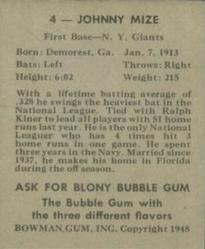 4 — JOHNNY MIZE
First Base—N. Y. Giants
Born: Demorest, Ga. Jan. 7, 1913
Bats: Left Throws: Right
Height: 6:02 Weight: 215
With a lifetime batting average of
.328 he swings the heaviest bat in the
National League. Tied with Ralph
Kiner to lead all players with 51 home
runs last year. He is the only National
Leaguer who has 4 times hit 3
home runs in one game. He spent
three years in the Navy. Married since
1937, he makes his home in Florida
during the off season.
ASK FOR BLONY BUBBLE GUM
The Bubble Gum with
the three different flavors
BOWMAN GUM, INC. Copyright 1948